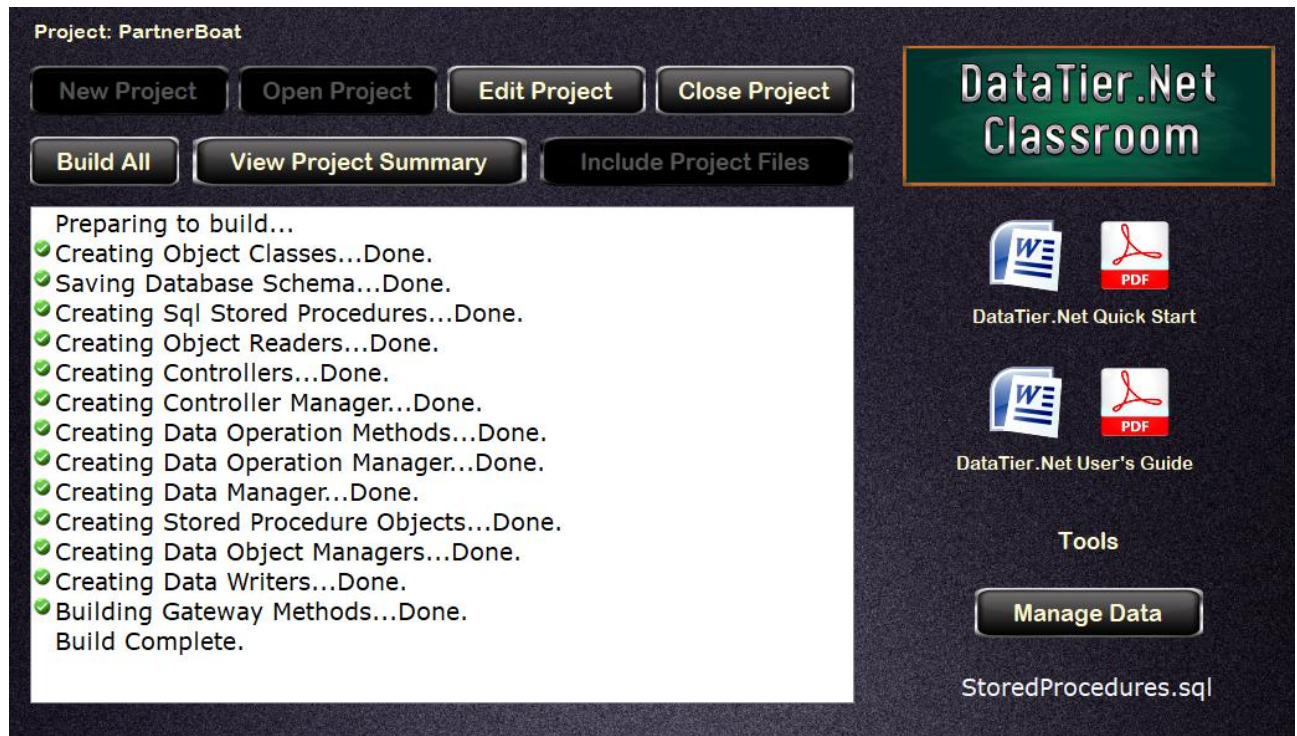 Project: PartnerBoat
New Project
Open Project
Edit Project
Close Project
Build All
View Project Summary
Include Project Files
Preparing to build...
Creating Object Classes...Done.
Saving Database Schema...Done.
Creating Sql Stored Procedures...Done.
Creating Object Readers...Done.
Creating Controllers...Done.
Creating Controller Manager...Done.
Creating Data Operation Methods...Done.
Creating Data Operation Manager...Done.
Creating Data Manager...Done.
Creating Stored Procedure Objects...Done.
Creating Data Object Managers...Done.
Creating Data Writers...Done.
Building Gateway Methods...Done.
Build Complete.
DataTier.Net
Classroom
W
PDF
DataTier.Net Quick Start
W
PDF
DataTier.Net User's Guide
Tools
Manage Data
StoredProcedures.sql